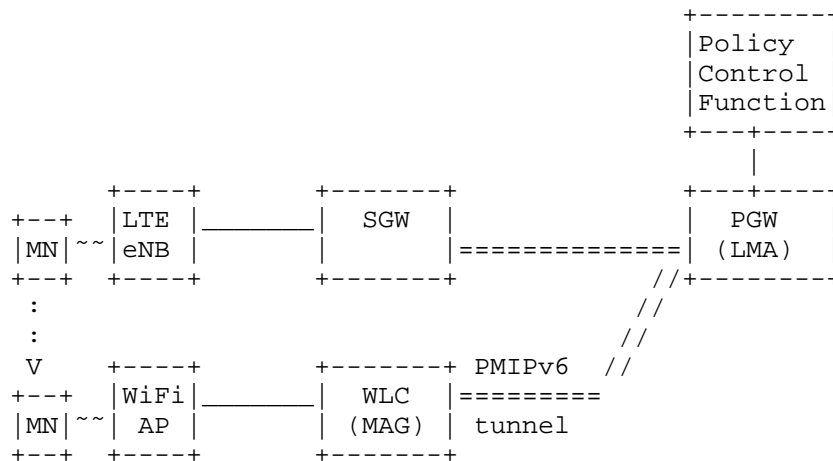 Policy
Control
Function
LTE SGW PGW
MN eNB (LMA)
V PMIPv6
WiFi WLC
MN AP (MAG) tunnel